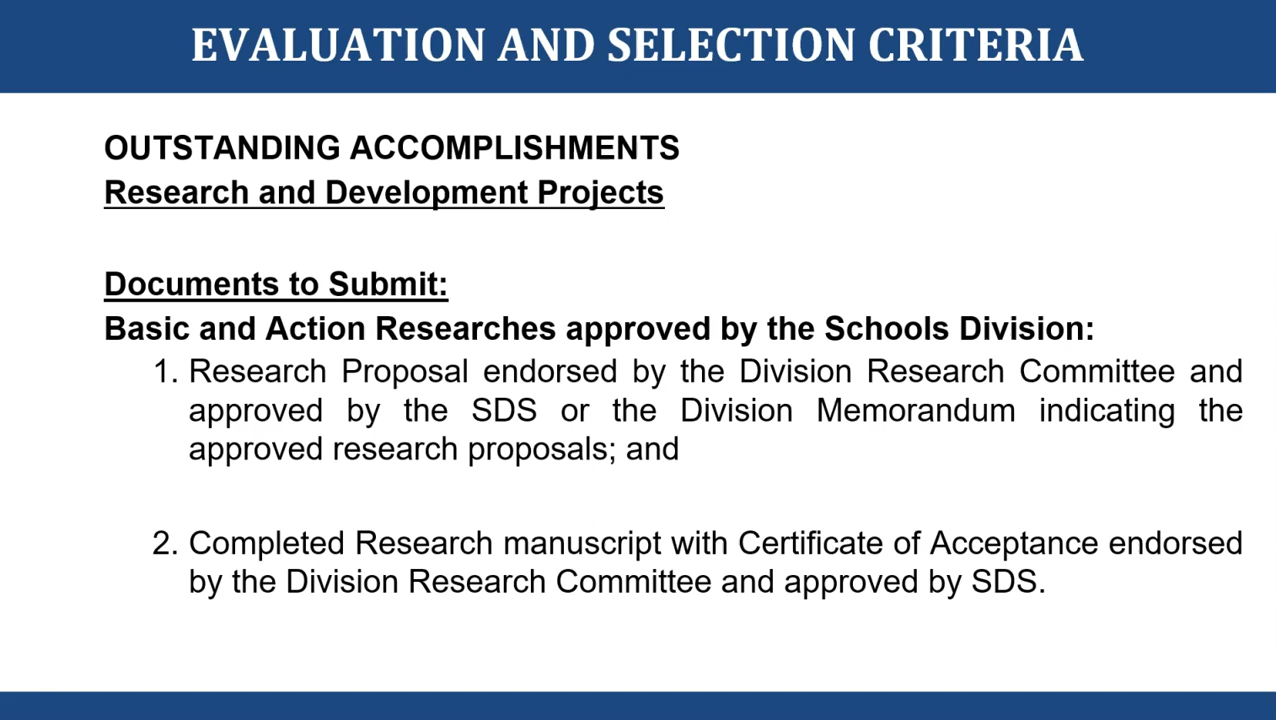 EVALUATION AND SELECTION CRITERIA
OUTSTANDING ACCOMPLISHMENTS
Research and Development Projects
Documents to Submit:
Basic and Action Researches approved by the Schools Division:
1. Research Proposal endorsed by the Division Research Committee and
approved by the SDS or the Division Memorandum indicating the
approved research proposals; and
2. Completed Research manuscript with Certificate of Acceptance endorsed
by the Division Research Committee and approved by SDS.